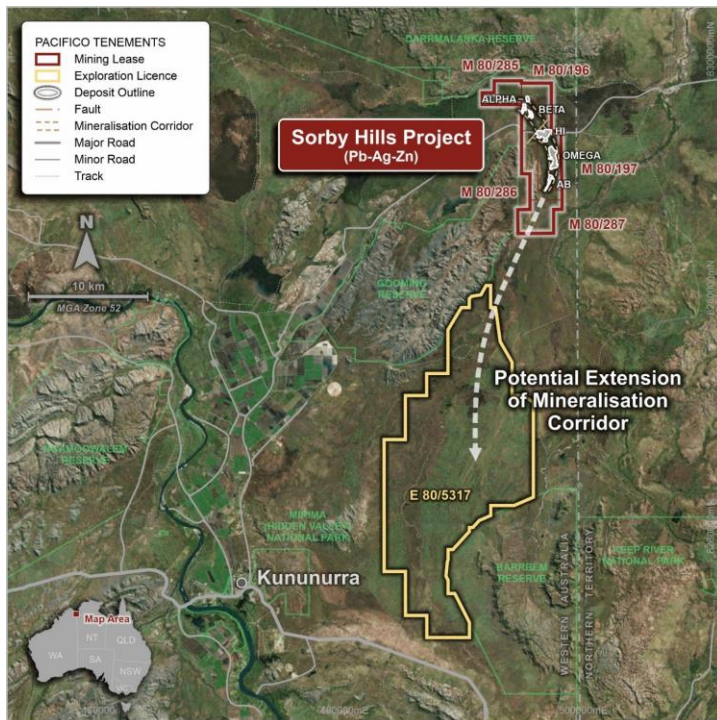 PACIFICO TENEMENTS
Mining Lease
Exploration Licence
Deposit Outline
Fault
Mineralisation Corridor
Major Road
Minor Road
Track
N
10 km
MGA Zone 52
DARRMALANKA RESERVE
M 80/285
M 80/196
ALPHA
BETA
HI
OMEGA
AB
M 80/197
M 80/286
M 80/287
Sorby Hills Project
(Pb-Ag-Zn)
GOOMING
RESERVE
Potential Extension
of Mineralisation
Corridor
RESERVE
E 80/5317
MIRIMA
(HIDDEN VALLEY)
NATIONAL PARK
Kununurra
BARRBEM
RESERVE
KEEP RIVER
NATIONAL PARK
WESTERN AUSTRALIA
NORTHERN TERRITORY
Map Area
WA
NT
QLD
SA
NSW
500000mE